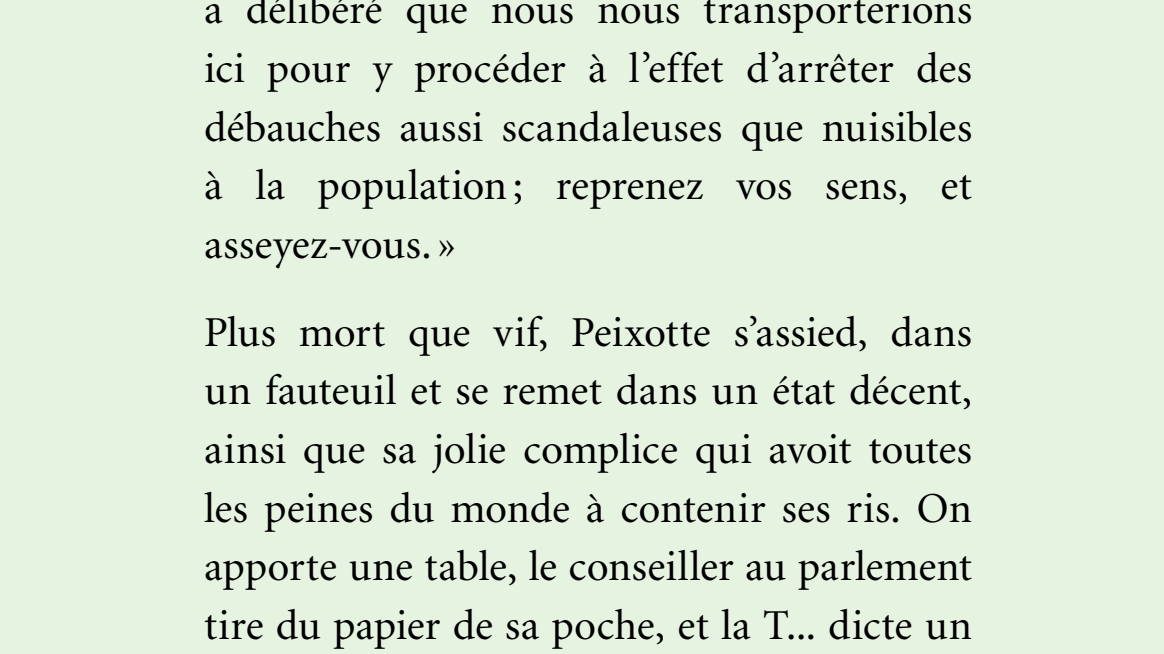 a délibéré que nous nous transporterions
ici pour y procéder à l’effet d’arrêter des
débauches aussi scandaleuses que nuisibles
à la population ; reprenez vos sens, et
asseyez-vous. »
Plus mort que vif, Peixotte s’assied, dans
un fauteuil et se remet dans un état décent,
ainsi que sa jolie complice qui avoit toutes
les peines du monde à contenir ses ris. On
apporte une table, le conseiller au parlement
tire du papier de sa poche, et la T... dicte un